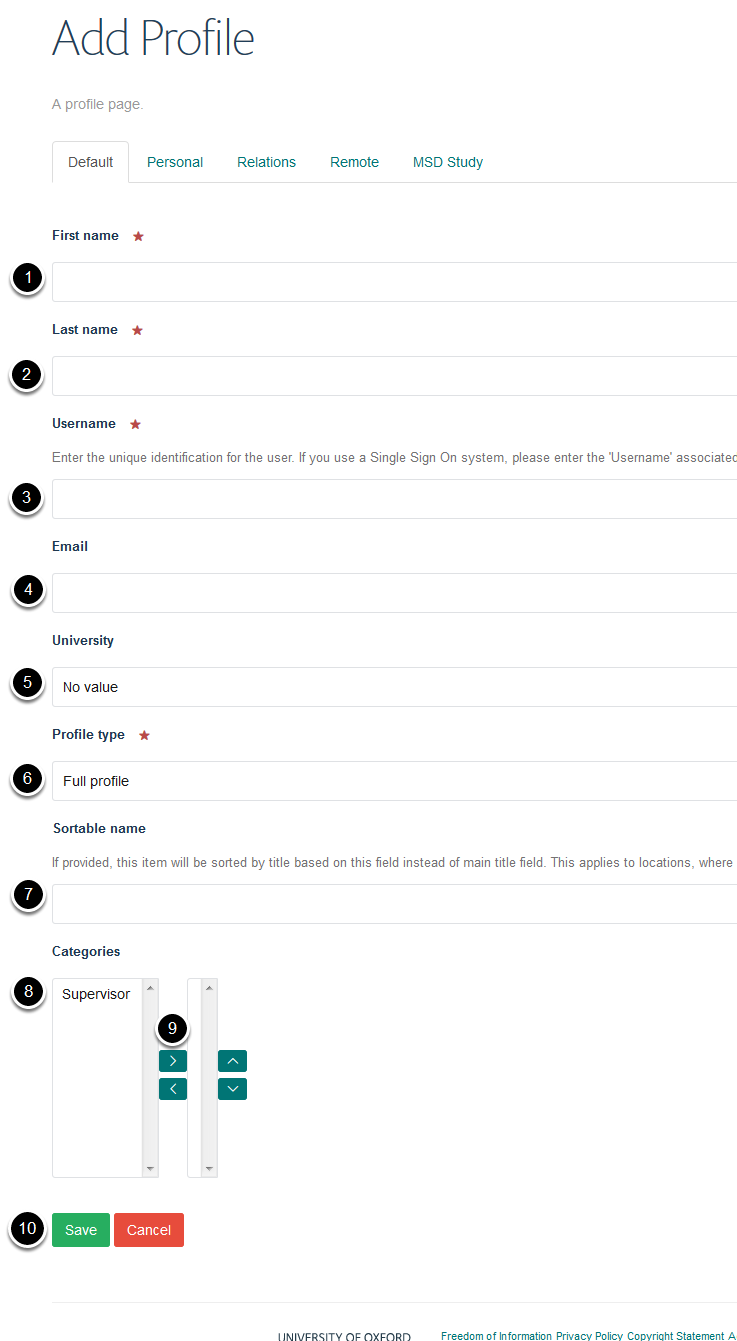 Add Profile
A profile page.
Default Personal Relations Remote MSD Study
First name ★
1
Last name ★
2
Username ★
Enter the unique identification for the user. If you use a Single Sign On system, please enter the 'Username' associated
3
Email
4
University
5 No value
Profile type ★
6 Full profile
Sortable name
If provided, this item will be sorted by title based on this field instead of main title field. This applies to locations, where
7
Categories
8 Supervisor
9
10 Save Cancel
UNIVERSITY OF OXFORD Freedom of Information Privacy Policy Copyright Statement A